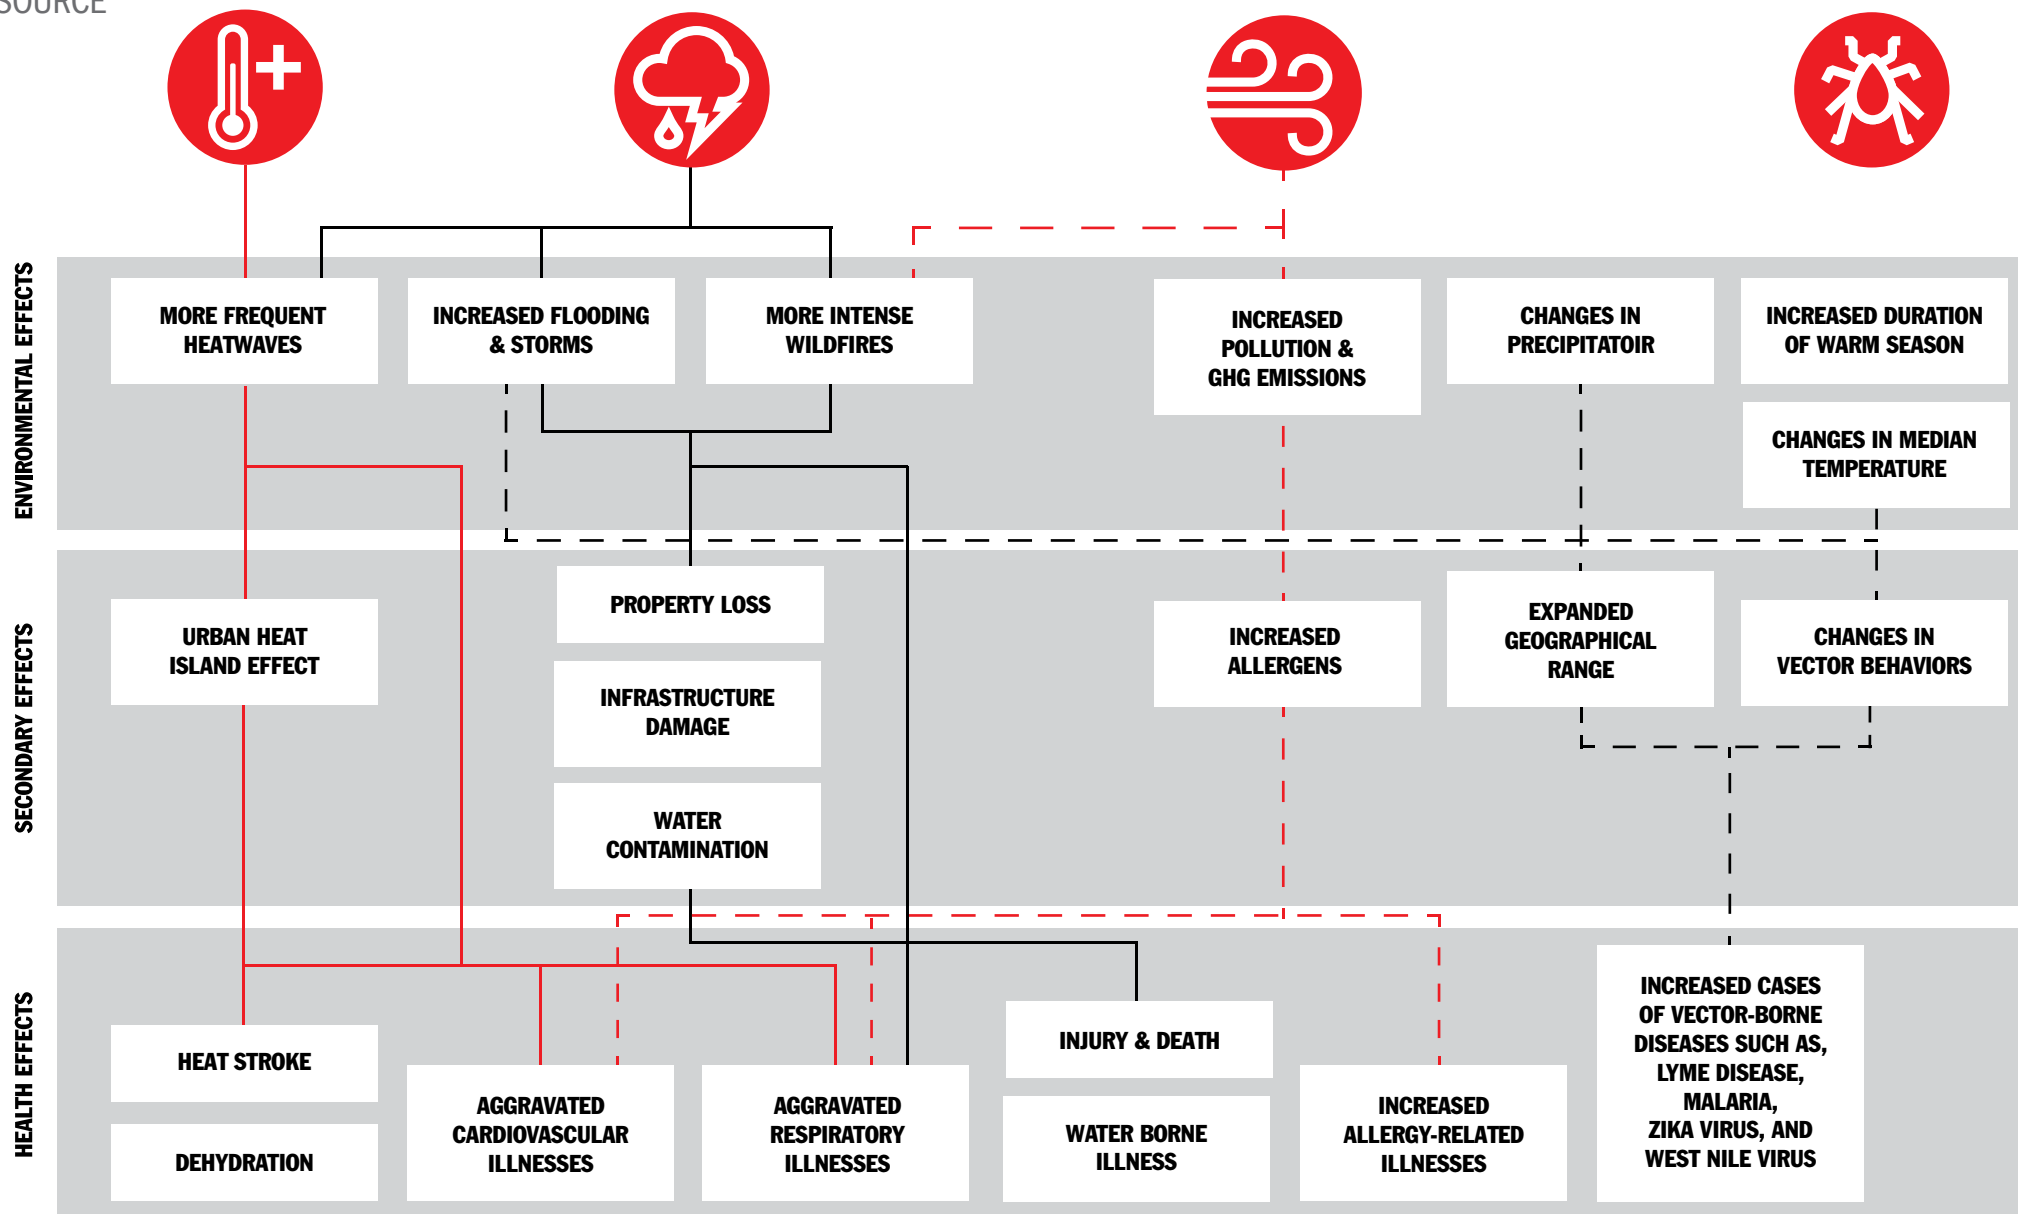 SOURCE
ENVIRONMENTAL EFFECTS
MORE FREQUENT
HEATWAVES
INCREASED FLOODING
& STORMS
MORE INTENSE
WILDFIRES
INCREASED
POLLUTION &
GHG EMISSIONS
CHANGES IN
PRECIPITATOIR
INCREASED DURATION
OF WARM SEASON
CHANGES IN MEDIAN
TEMPERATURE
SECONDARY EFFECTS
URBAN HEAT
ISLAND EFFECT
PROPERTY LOSS
INFRASTRUCTURE
DAMAGE
WATER
CONTAMINATION
INCREASED
ALLERGENS
EXPANDED
GEOGRAPHICAL
RANGE
CHANGES IN
VECTOR BEHAVIORS
HEALTH EFFECTS
HEAT STROKE
DEHYDRATION
AGGRAVATED
CARDIOVASCULAR
ILLNESSES
AGGRAVATED
RESPIRATORY
ILLNESSES
INJURY & DEATH
WATER BORNE
ILLNESS
INCREASED
ALLERGY-RELATED
ILLNESSES
INCREASED CASES
OF VECTOR-BORNE
DISEASES SUCH AS,
LYME DISEASE,
MALARIA,
ZIKA VIRUS, AND
WEST NILE VIRUS